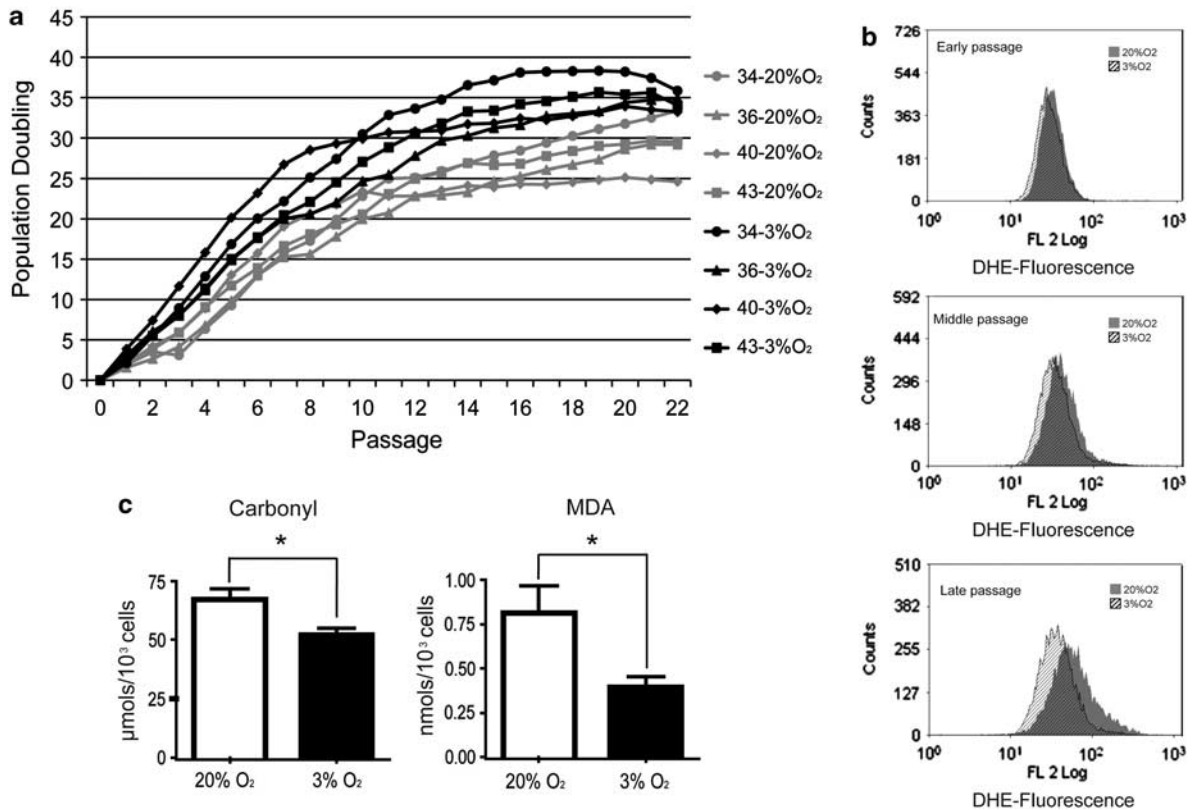 a
45
40
35
30
25
20
15
10
5
0
Population Doubling
0 2 4 6 8 10 12 14 16 18 20 22
Passage
34-20%O₂
36-20%O₂
40-20%O₂
43-20%O₂
34-3%O₂
36-3%O₂
40-3%O₂
43-3%O₂
b
Early passage
20%O2
3%O2
726
544
363
181
0
Counts
10⁰ 10¹ 10² 10³
FL 2 Log
DHE-Fluorescence
Middle passage
20%O2
3%O2
592
444
296
148
0
Counts
10⁰ 10¹ 10² 10³
FL 2 Log
DHE-Fluorescence
Late passage
20%O2
3%O2
510
382
255
127
0
Counts
10⁰ 10¹ 10² 10³
FL 2 Log
DHE-Fluorescence
c
Carbonyl
*
75
50
25
0
µmols/10³ cells
20% O₂ 3% O₂
MDA
*
1.00
0.75
0.50
0.25
0.00
nmols/10³ cells
20% O₂ 3% O₂